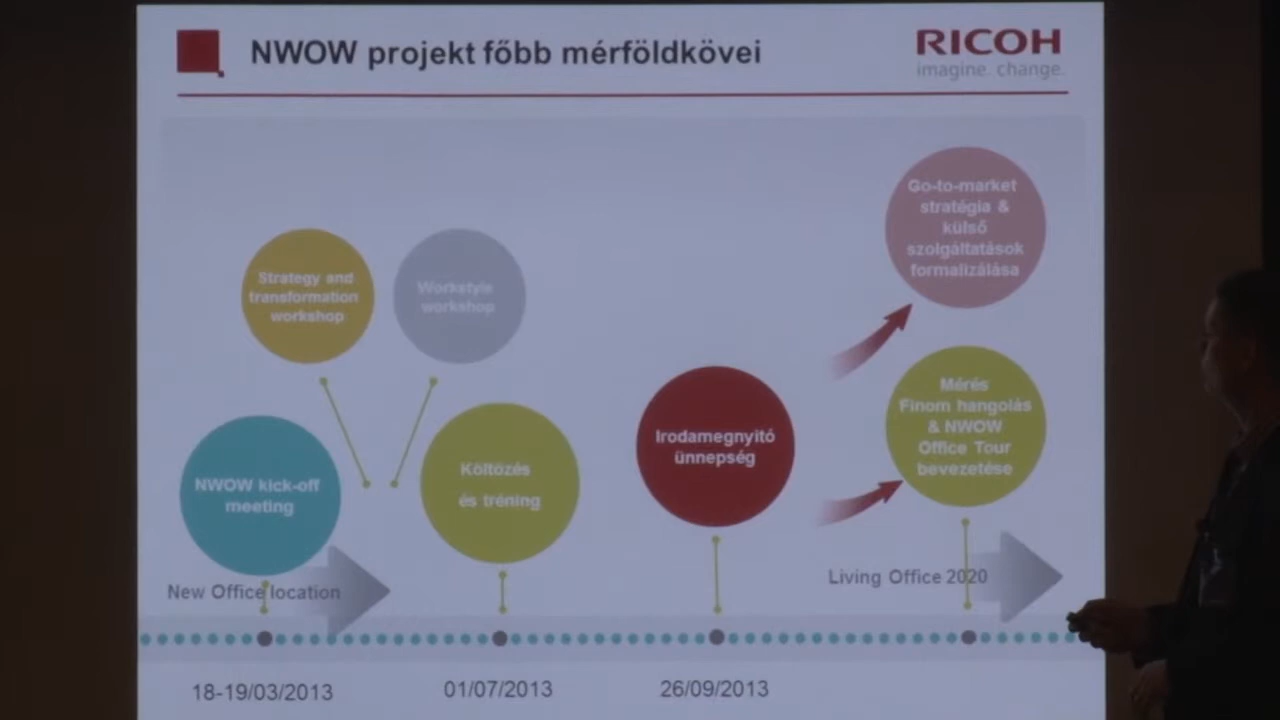 NWOW projekt főbb mérföldkövei
RICOH
imagine. change.
Go-to-market
stratégia &
külső
szolgáltatások
formalizálása
Strategy and
transformation
workshop
Workstyle
workshop
Mérés
Finom hangolás
& NWOW
Office Tour
bevezetése
Irodamegnyitó
ünnepség
Költözés
és tréning
NWOW kick-off
meeting
New Office location
Living Office 2020
18-19/03/2013
01/07/2013
26/09/2013